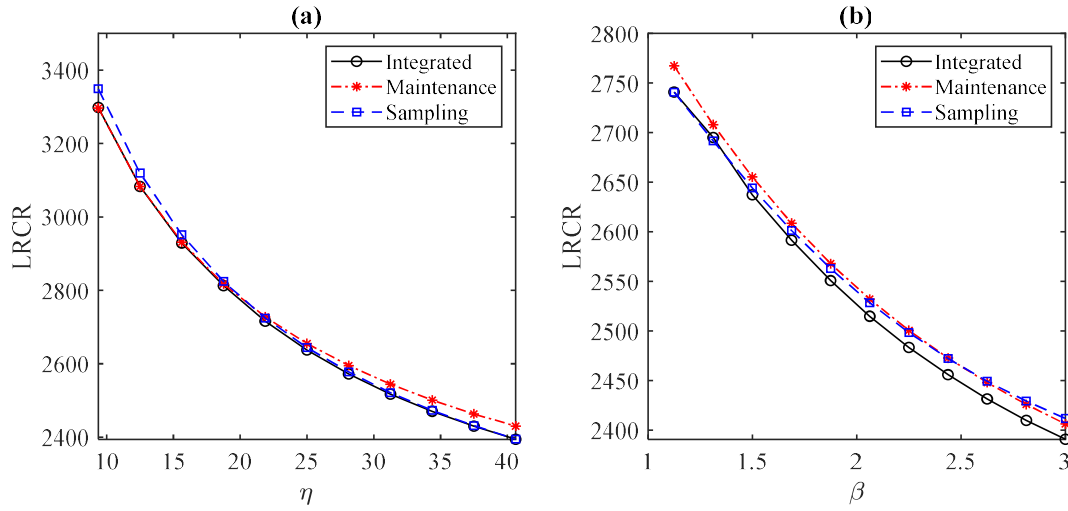 (a)
3400
3200
3000
2800
2600
2400
LRCR
10
15
20
25
30
35
40
η
Integrated
Maintenance
Sampling
(b)
2800
2750
2700
2650
2600
2550
2500
2450
2400
LRCR
1
1.5
2
2.5
3
β
Integrated
Maintenance
Sampling